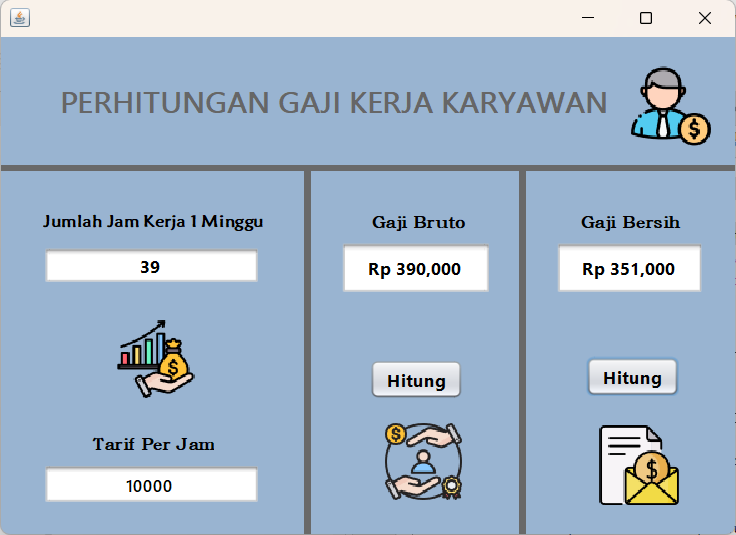 PERHITUNGAN GAJI KERJA KARYAWAN
Jumlah Jam Kerja 1 Minggu
39
Tarif Per Jam
10000
Gaji Bruto
Rp 390,000
Hitung
Gaji Bersih
Rp 351,000
Hitung